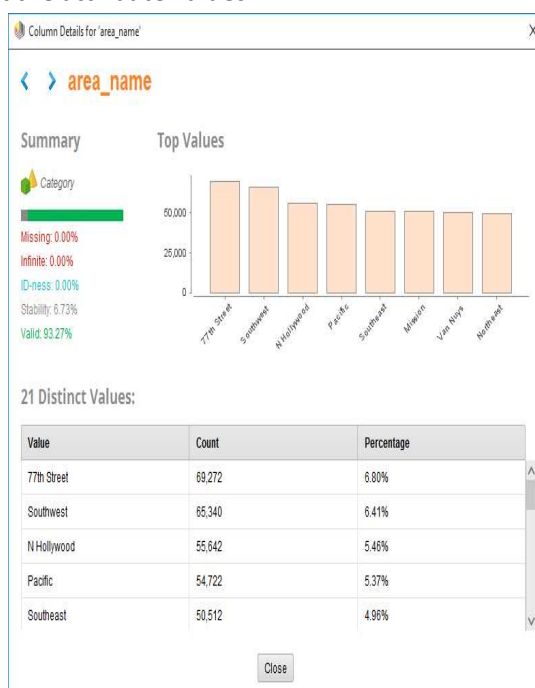 Column Details for 'area_name'
area_name
Summary
Top Values
Category
Missing: 0.00%
Infinite: 0.00%
ID-ness: 0.00%
Stability: 6.73%
Valid: 93.27%
50,000
25,000
0
77th Street
Southwest
N Hollywood
Pacific
Southeast
Mission
Van Nuys
Northeast
21 Distinct Values:
Value Count Percentage
77th Street 69,272 6.80%
Southwest 65,340 6.41%
N Hollywood 55,642 5.46%
Pacific 54,722 5.37%
Southeast 50,512 4.96%
Close